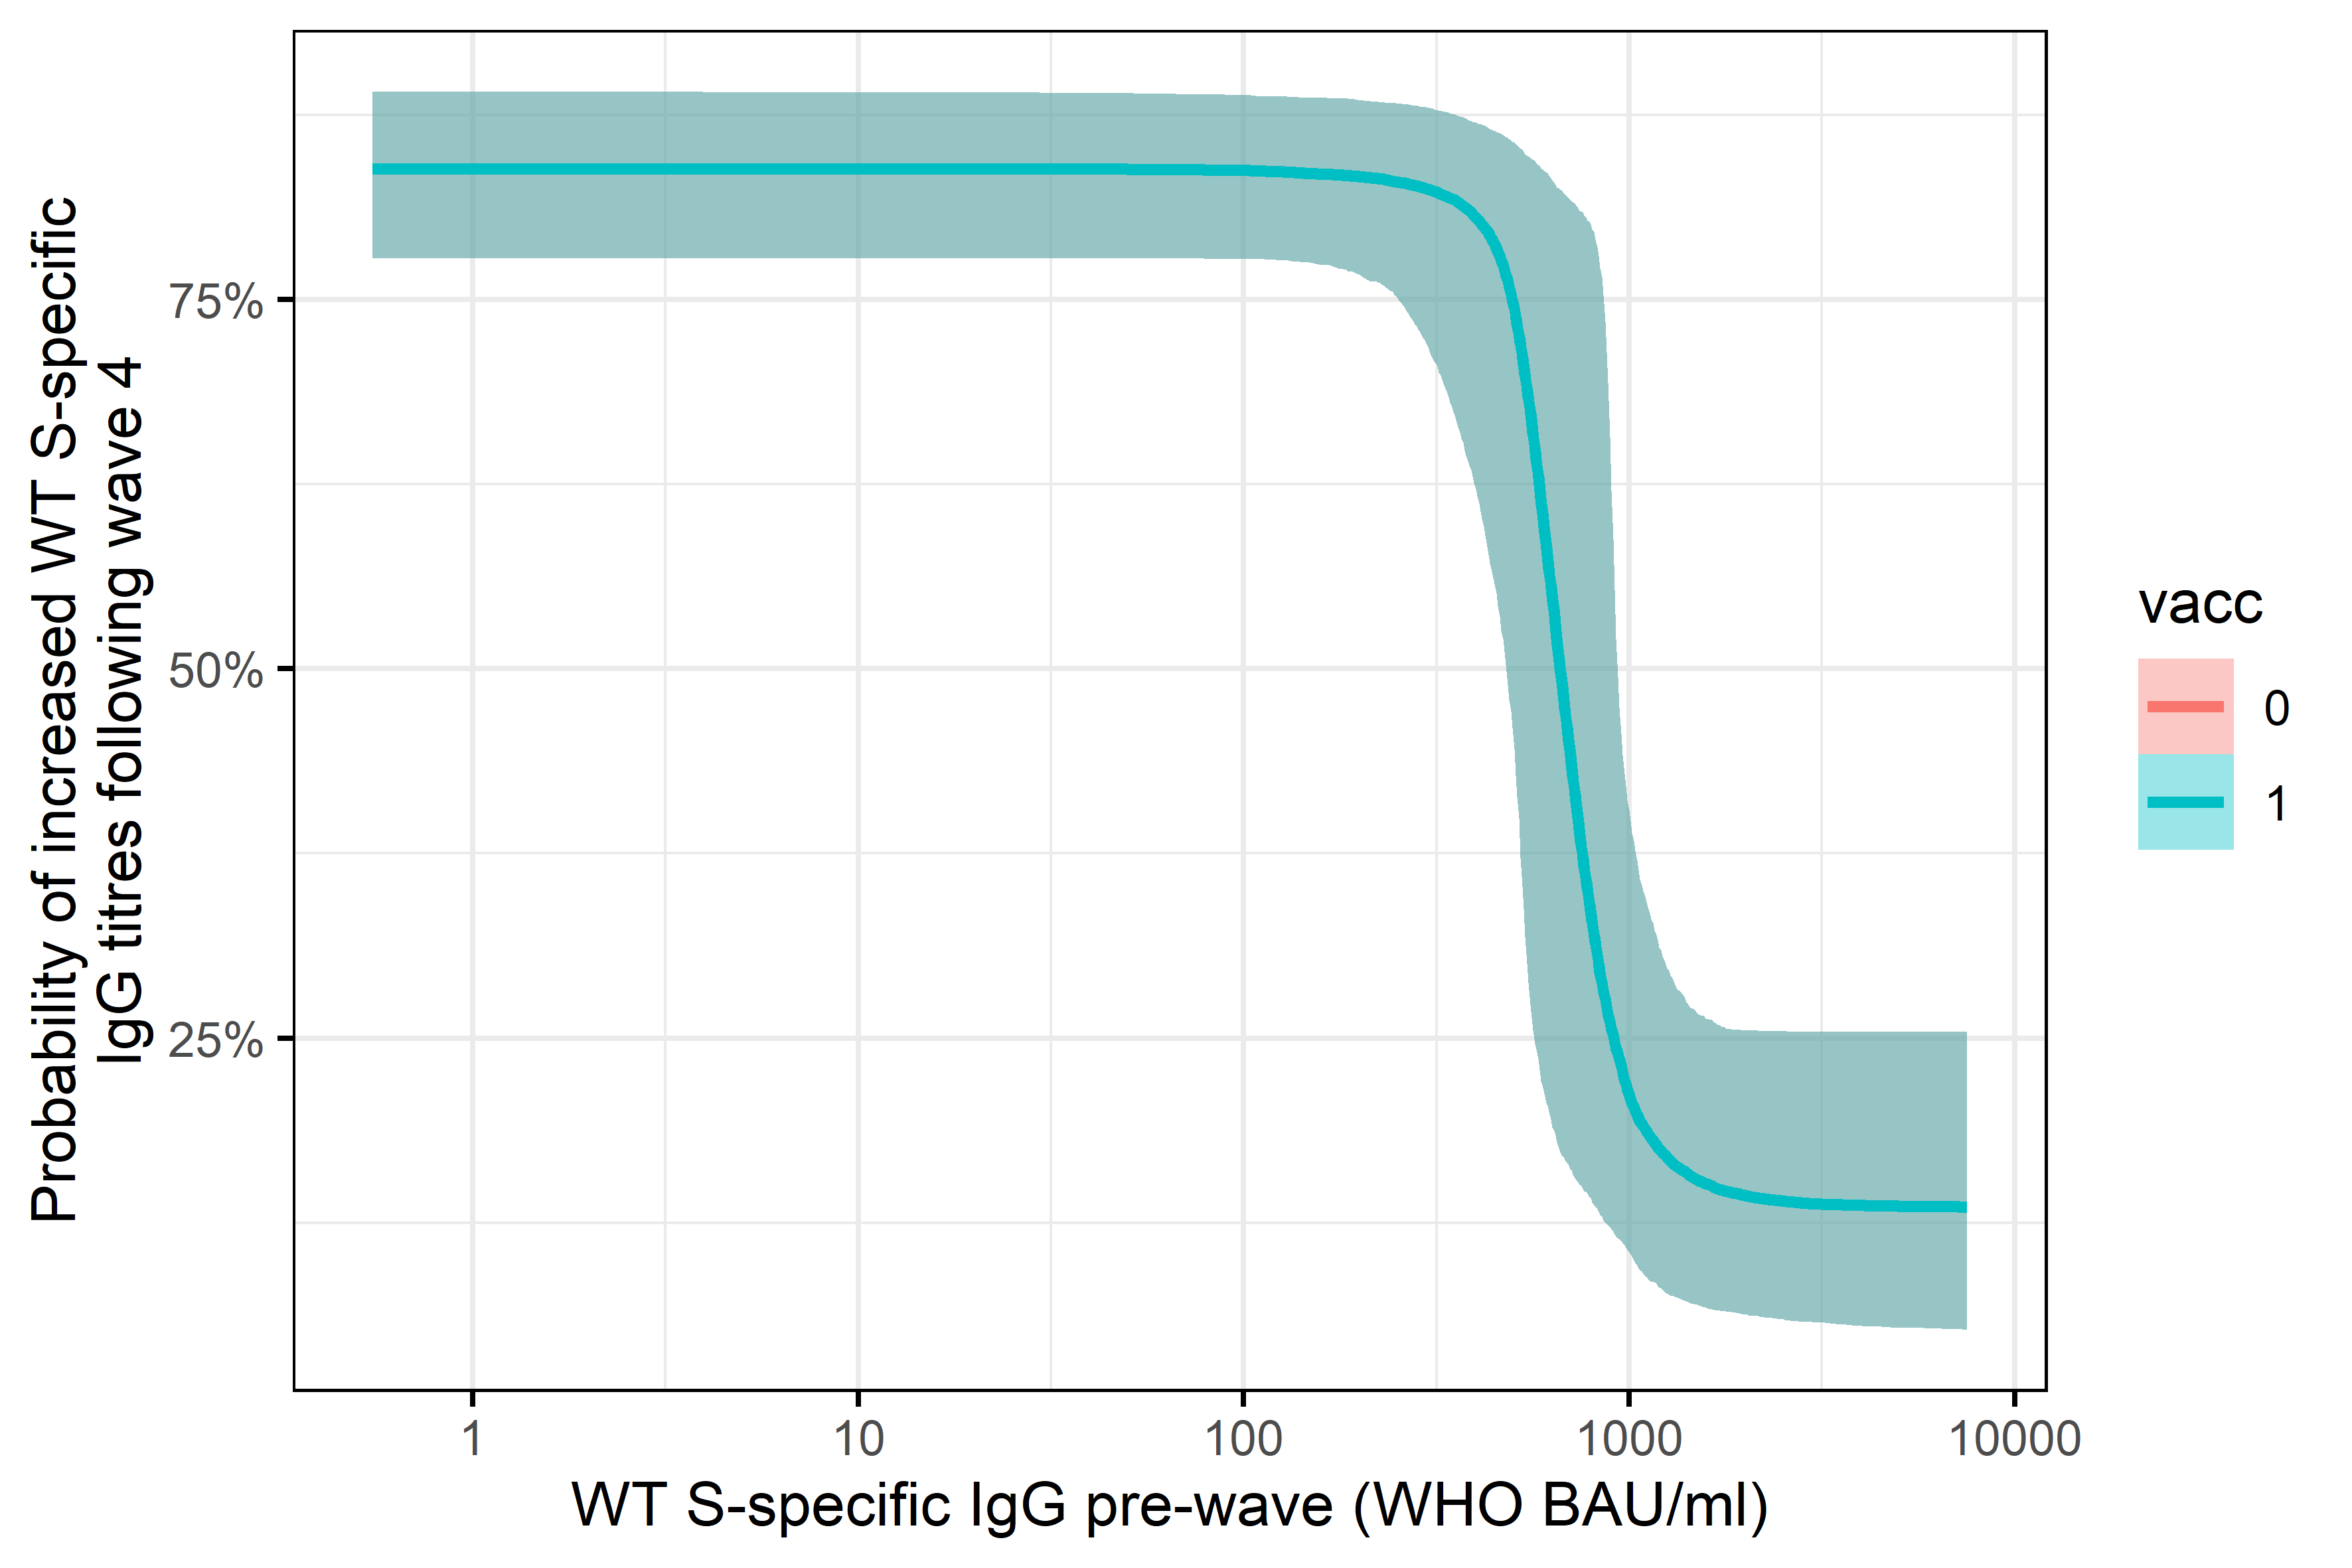 Probability of increased WT S-specific
IgG titres following wave 4
75%
50%
25%
1
10
100
1000
10000
WT S-specific IgG pre-wave (WHO BAU/ml)
vacc
0
1